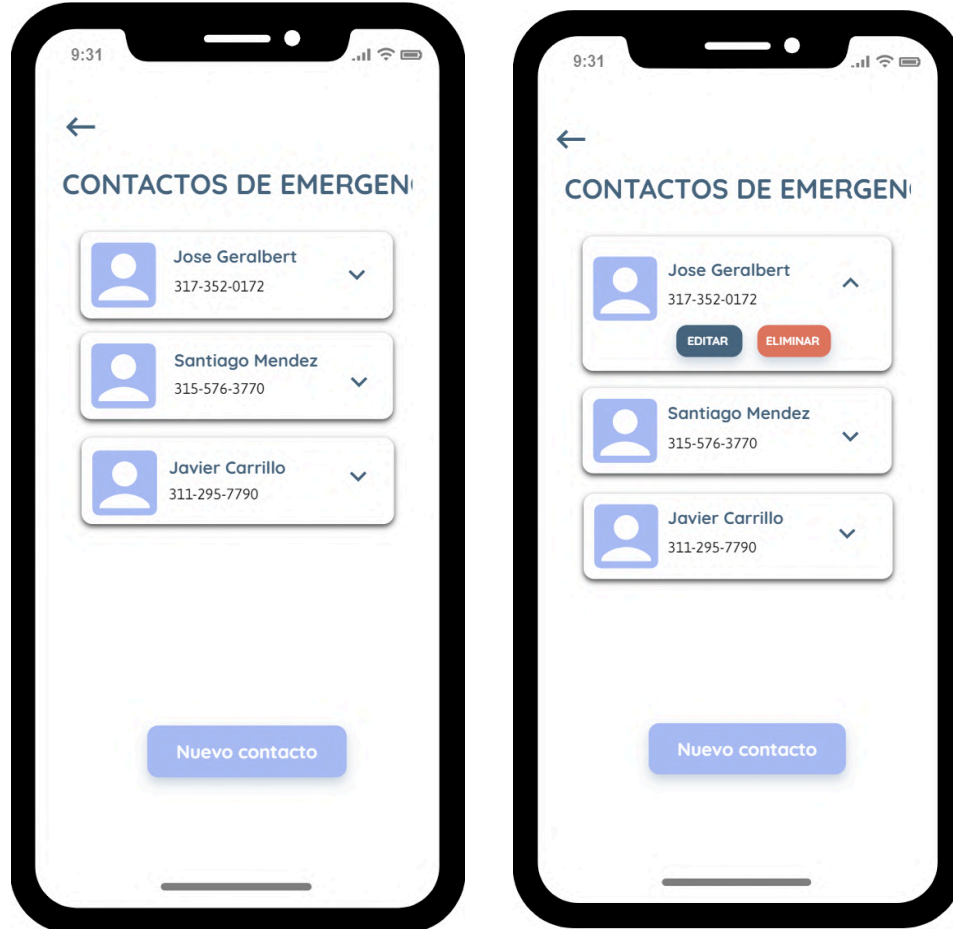 9:31
CONTACTOS DE EMERGEN
Jose Geralbert
317-352-0172
Santiago Mendez
315-576-3770
Javier Carrillo
311-295-7790
Nuevo contacto
9:31
CONTACTOS DE EMERGEN
Jose Geralbert
317-352-0172
EDITAR ELIMINAR
Santiago Mendez
315-576-3770
Javier Carrillo
311-295-7790
Nuevo contacto